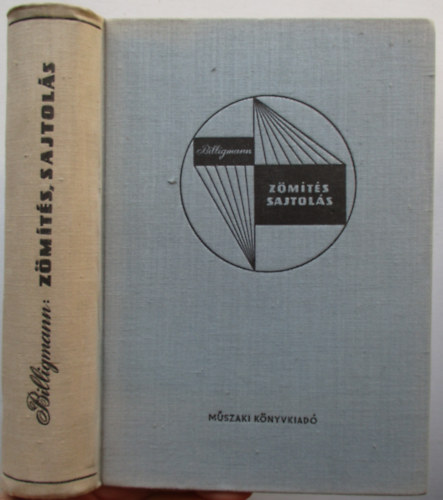 Billigmann: ZÖMÍTÉS, SAJTOLÁS
Billigmann
ZÖMÍTÉS
SAJTOLÁS
MŰSZAKI KÖNYVKIADÓ